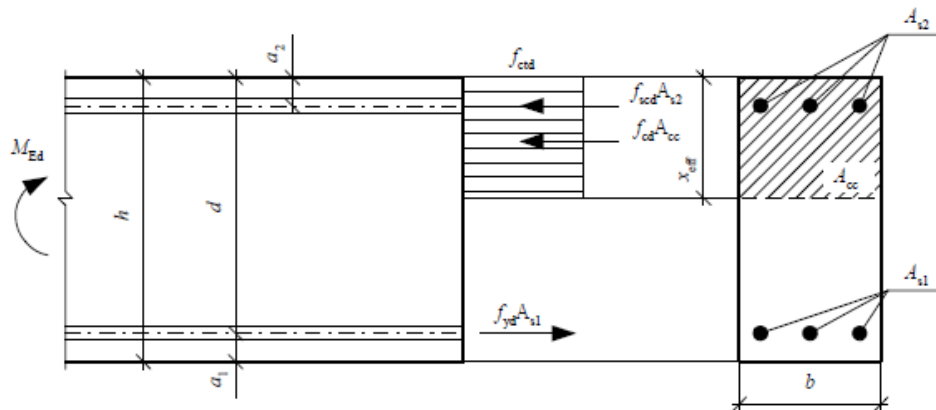 A_s2
a_2
f_ctd
f_scd A_s2
f_cd A_cc
M_Ed
x_eff
A_cc
h
d
A_s1
f_yd A_s1
a_1
b